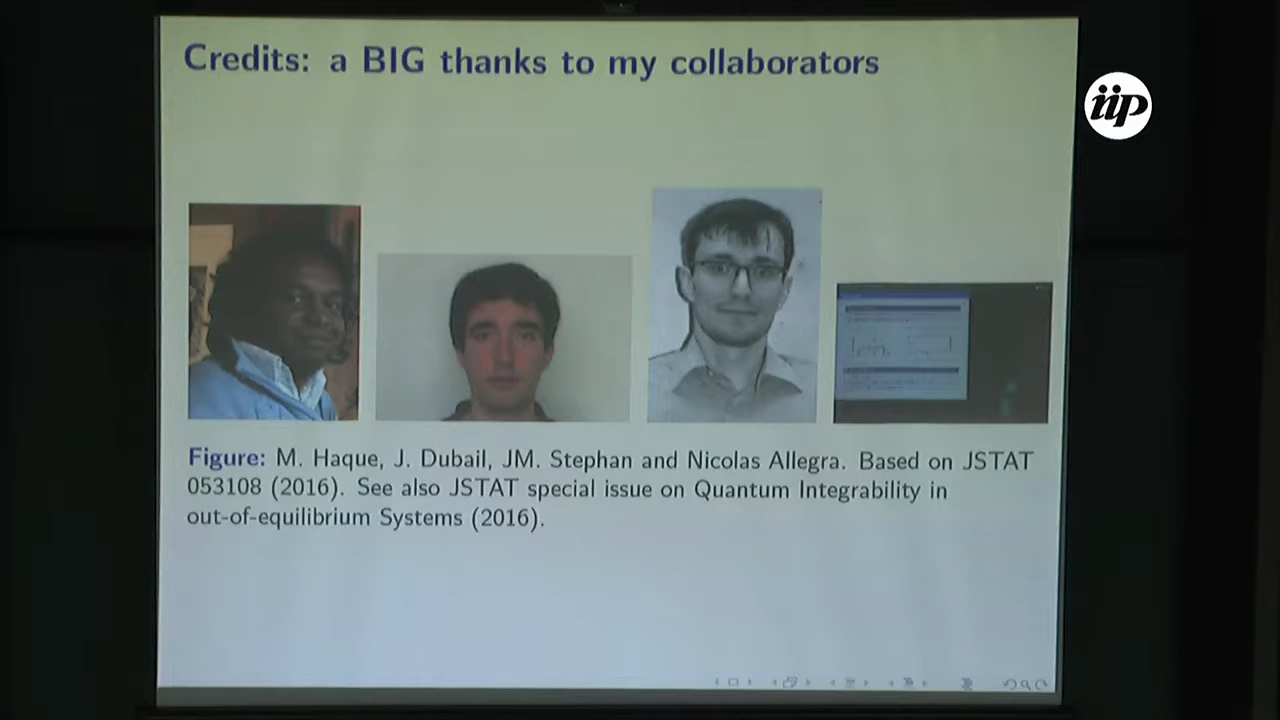 Credits: a BIG thanks to my collaborators
iip
Figure: M. Haque, J. Dubail, JM. Stephan and Nicolas Allegra. Based on JSTAT
053108 (2016). See also JSTAT special issue on Quantum Integrability in
out-of-equilibrium Systems (2016).